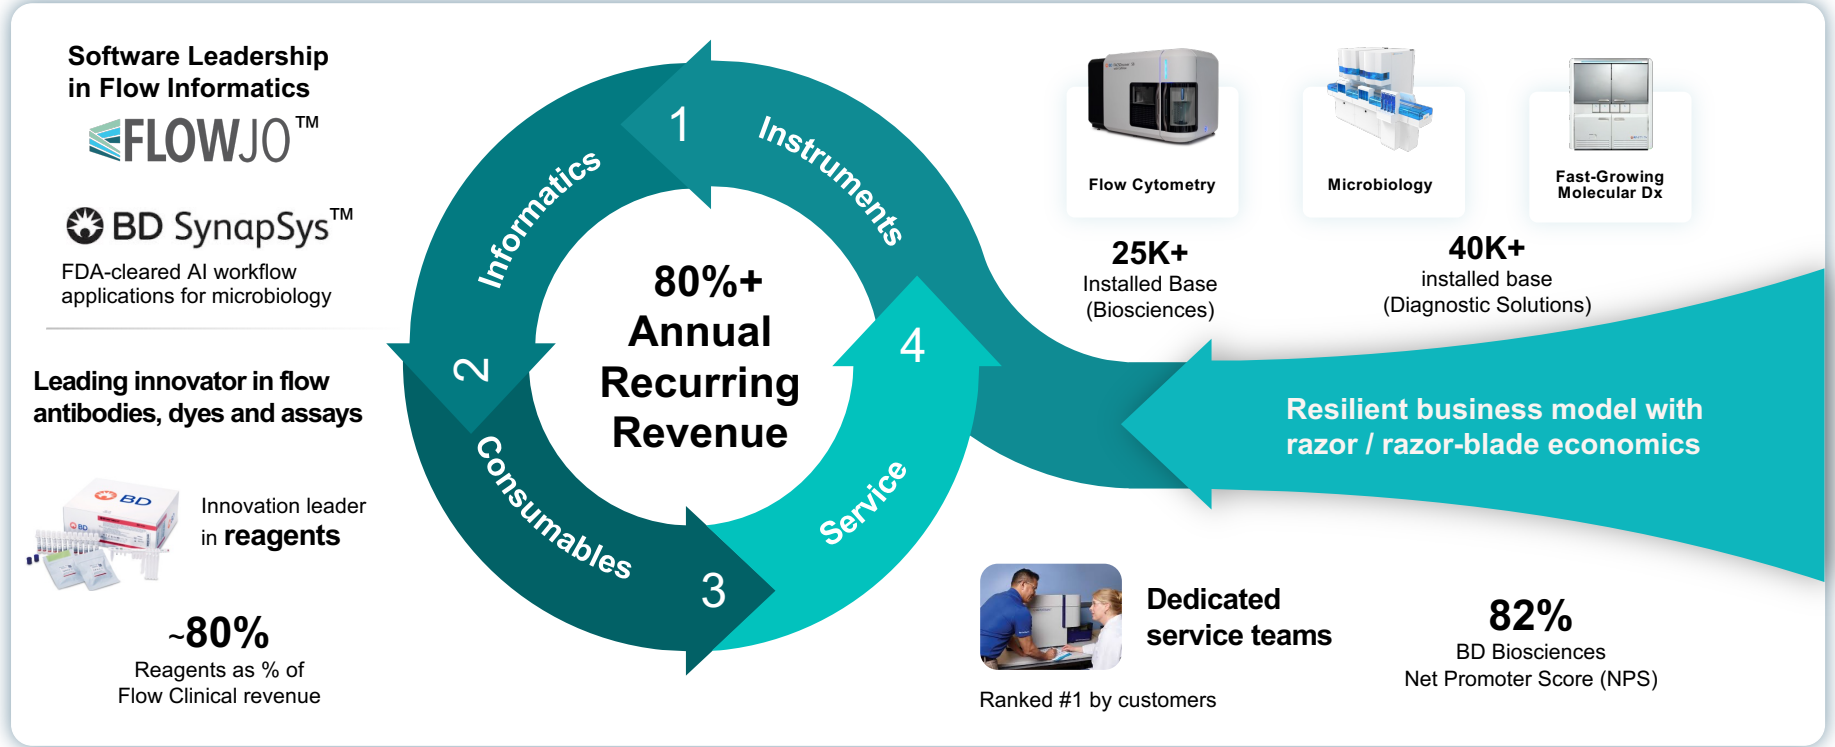 Software Leadership
in Flow Informatics
FLOWJO™
BD SynapSys™
FDA-cleared AI workflow
applications for microbiology
Leading innovator in flow
antibodies, dyes and assays
BD
BD
Innovation leader
in reagents
~80%
Reagents as % of
Flow Clinical revenue
1
Instruments
Informatics
2
Consumables
3
Service
4
80%+
Annual
Recurring
Revenue
Flow Cytometry
Microbiology
Fast-Growing
Molecular Dx
25K+
Installed Base
(Biosciences)
40K+
installed base
(Diagnostic Solutions)
Resilient business model with
razor / razor-blade economics
Dedicated
service teams
Ranked #1 by customers
82%
BD Biosciences
Net Promoter Score (NPS)